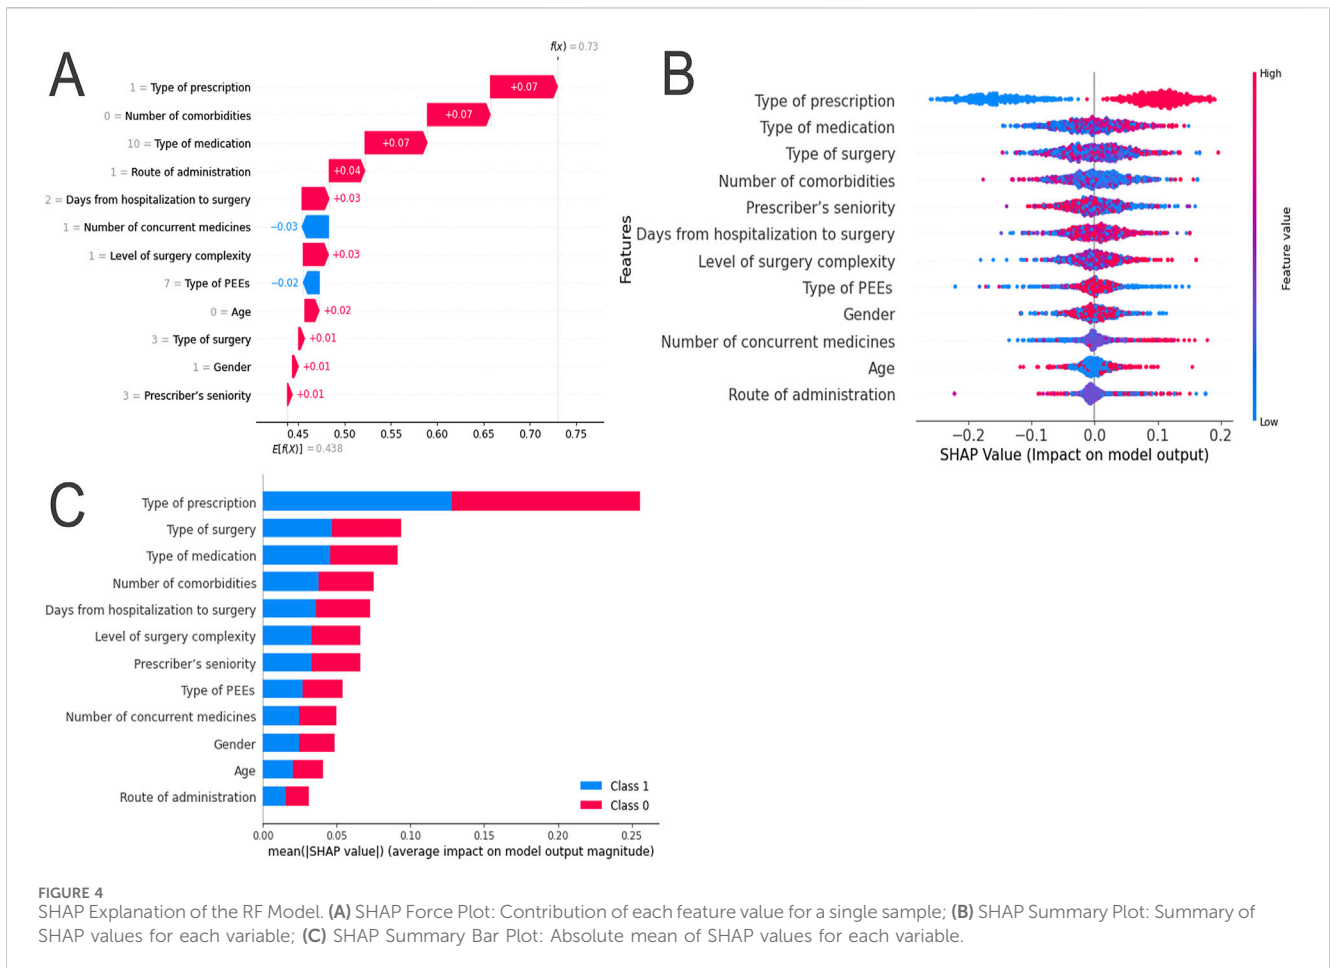 A
f(x) = 0.73
1 = Type of prescription
+0.07
0 = Number of comorbidities
+0.07
10 = Type of medication
+0.07
1 = Route of administration
+0.04
2 = Days from hospitalization to surgery
+0.03
1 = Number of concurrent medicines
−0.03
1 = Level of surgery complexity
+0.03
7 = Type of PEEs
−0.02
0 = Age
+0.02
3 = Type of surgery
+0.01
1 = Gender
+0.01
3 = Prescriber's seniority
+0.01
0.45 0.50 0.55 0.60 0.65 0.70 0.75
E[f(X)] = 0.438
B
Features
Type of prescription
Type of medication
Type of surgery
Number of comorbidities
Prescriber's seniority
Days from hospitalization to surgery
Level of surgery complexity
Type of PEEs
Gender
Number of concurrent medicines
Age
Route of administration
−0.2 −0.1 0.0 0.1 0.2
SHAP Value (Impact on model output)
High
Feature value
Low
C
Type of prescription
Type of surgery
Type of medication
Number of comorbidities
Days from hospitalization to surgery
Level of surgery complexity
Prescriber's seniority
Type of PEEs
Number of concurrent medicines
Gender
Age
Route of administration
Class 1
Class 0
0.00 0.05 0.10 0.15 0.20 0.25
mean(|SHAP value|) (average impact on model output magnitude)
FIGURE 4
SHAP Explanation of the RF Model. (A) SHAP Force Plot: Contribution of each feature value for a single sample; (B) SHAP Summary Plot: Summary of
SHAP values for each variable; (C) SHAP Summary Bar Plot: Absolute mean of SHAP values for each variable.